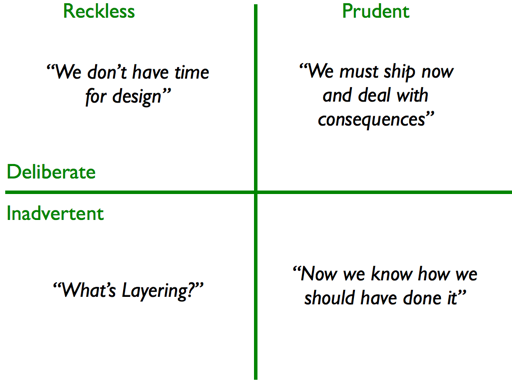 Reckless
Prudent
“We don’t have time
for design”
“We must ship now
and deal with
consequences”
Deliberate
Inadvertent
“What’s Layering?”
“Now we know how we
should have done it”